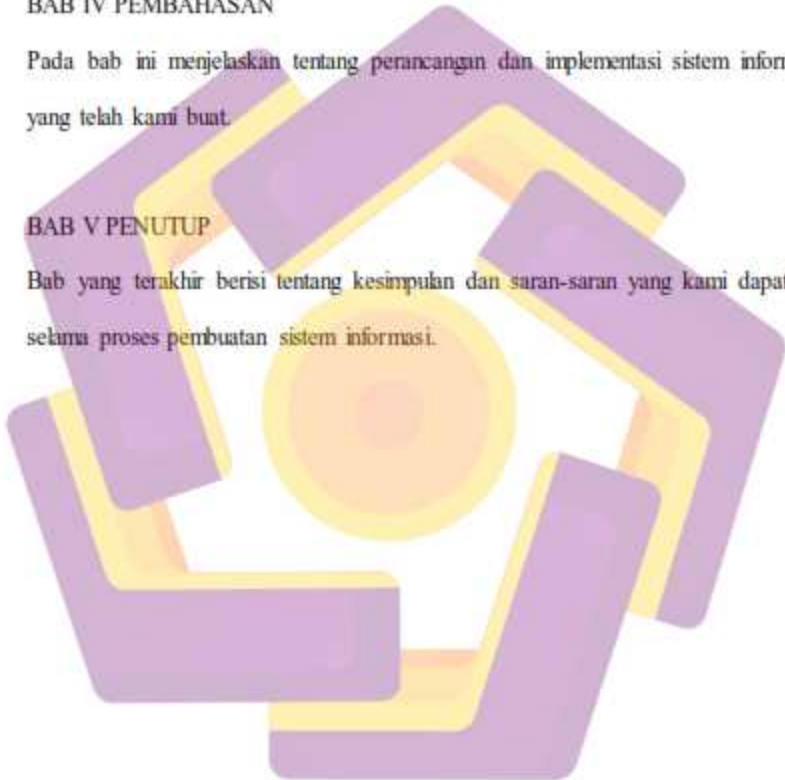 BAB IV PEMBAHASAN
Pada bab ini menjelaskan tentang perancangan dan implementasi sistem
yang telah kami buat.
BAB V PENUTUP
Bab yang terakhir berisi tentang kesimpulan dan saran-saran yang kami dapat
selama proses pembuatan sistem informasi.